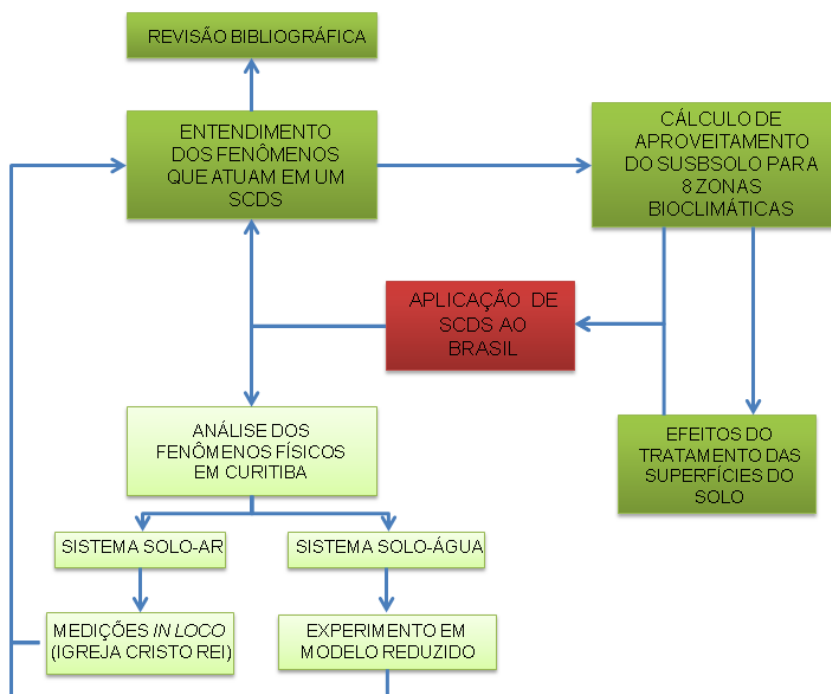 REVISÃO BIBLIOGRÁFICA
ENTENDIMENTO
DOS FENÔMENOS
QUE ATUAM EM UM
SCDS
CÁLCULO DE
APROVEITAMENTO
DO SUSBSOLO PARA
8 ZONAS
BIOCLIMÁTICAS
APLICAÇÃO DE
SCDS AO
BRASIL
ANÁLISE DOS
FENÔMENOS FÍSICOS
EM CURITIBA
EFEITOS DO
TRATAMENTO DAS
SUPERFÍCIES DO
SOLO
SISTEMA SOLO-AR
SISTEMA SOLO-ÁGUA
MEDIÇÕES IN LOCO
(IGREJA CRISTO REI)
EXPERIMENTO EM
MODELO REDUZIDO